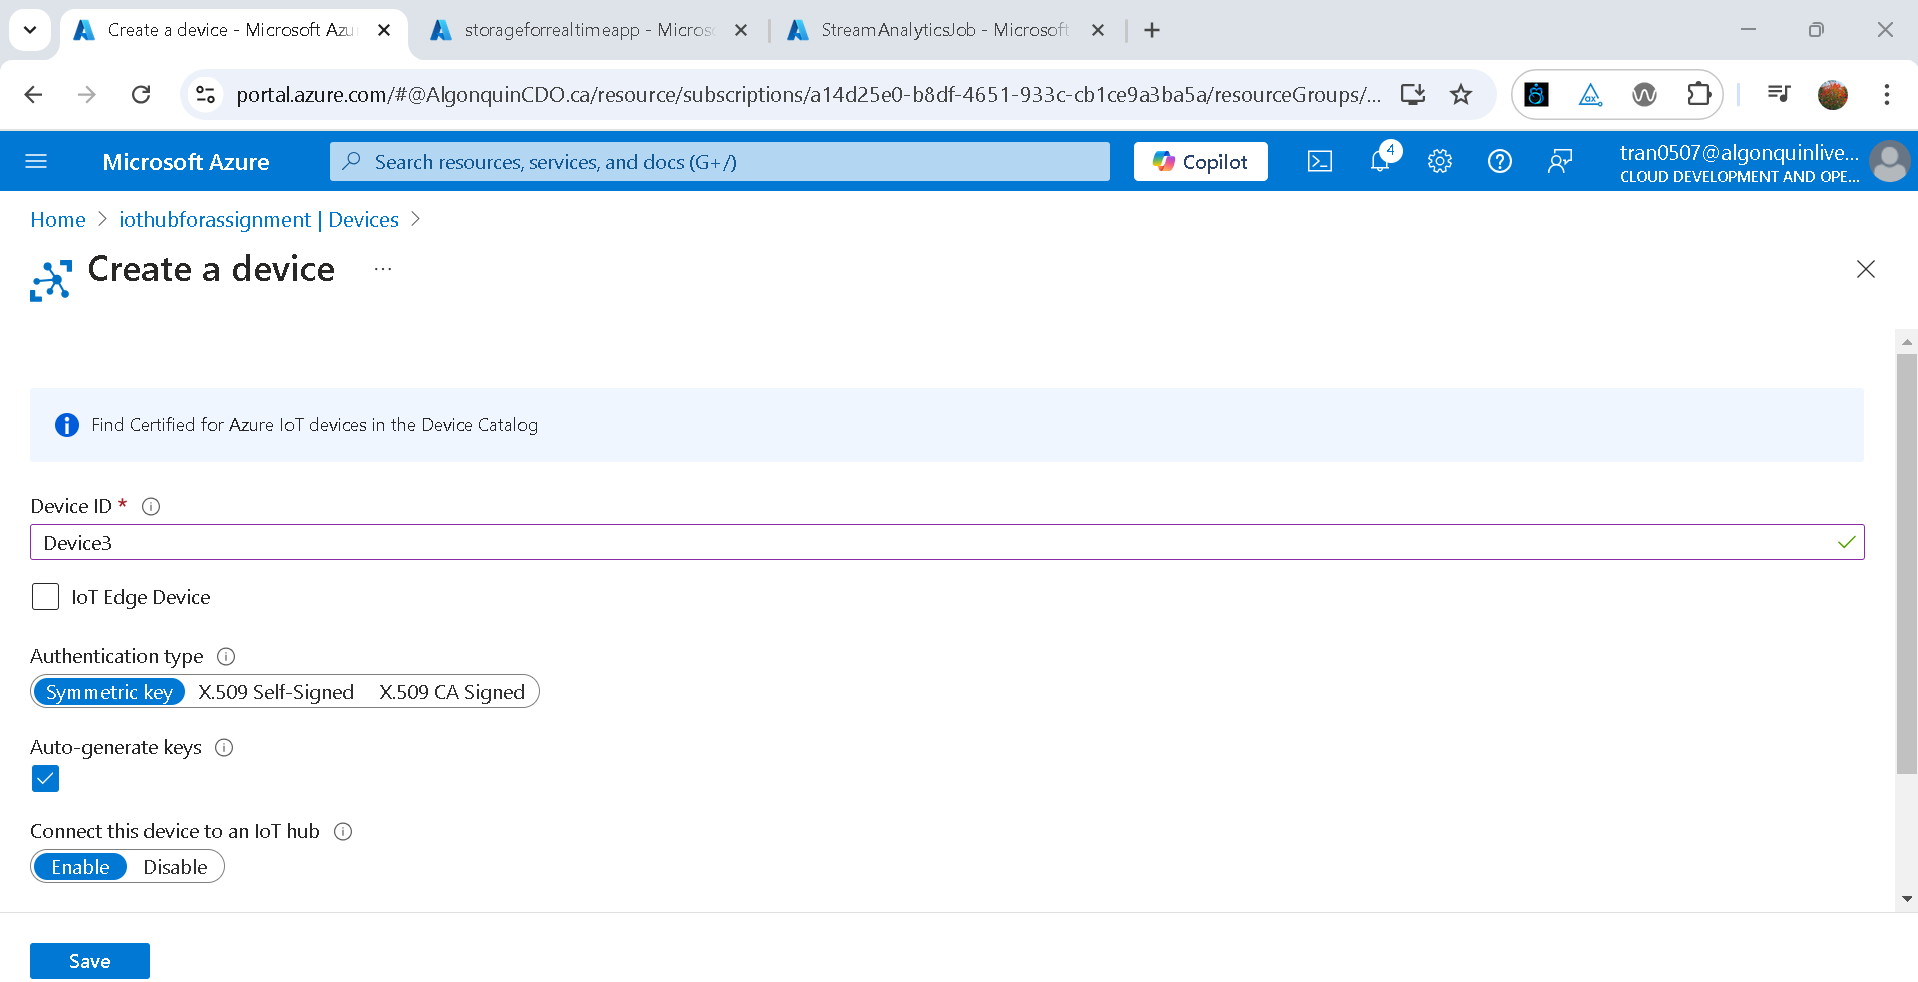 Create a device - Microsoft Azu
storageforrealtimeapp - Micros
StreamAnalyticsJob - Microsoft
portal.azure.com/#@AlgonquinCDO.ca/resource/subscriptions/a14d25e0-b8df-4651-933c-cb1ce9a3ba5a/resourceGroups/...
Microsoft Azure
Search resources, services, and docs (G+/)
Copilot
4
tran0507@algonquinlive...
CLOUD DEVELOPMENT AND OPE...
Home > iothubforassignment | Devices >
Create a device ...
Find Certified for Azure IoT devices in the Device Catalog
Device ID *
Device3
IoT Edge Device
Authentication type
Symmetric key X.509 Self-Signed X.509 CA Signed
Auto-generate keys
Connect this device to an IoT hub
Enable Disable
Save